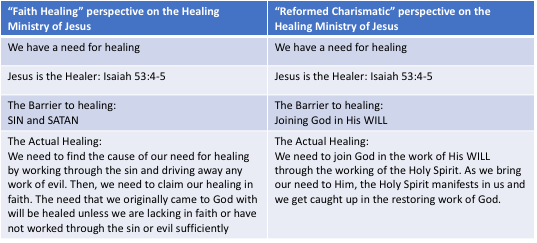 “Faith Healing” perspective on the Healing
Ministry of Jesus
“Reformed Charismatic” perspective on the
Healing Ministry of Jesus
We have a need for healing
We have a need for healing
Jesus is the Healer: Isaiah 53:4-5
Jesus is the Healer: Isaiah 53:4-5
The Barrier to healing:
SIN and SATAN
The Barrier to healing:
Joining God in His WILL
The Actual Healing:
We need to find the cause of our need for healing
by working through the sin and driving away any
work of evil. Then, we need to claim our healing in
faith. The need that we originally came to God with
will be healed unless we are lacking in faith or have
not worked through the sin or evil sufficiently
The Actual Healing:
We need to join God in the work of His WILL
through the working of the Holy Spirit. As we bring
our need to Him, the Holy Spirit manifests in us and
we get caught up in the restoring work of God.